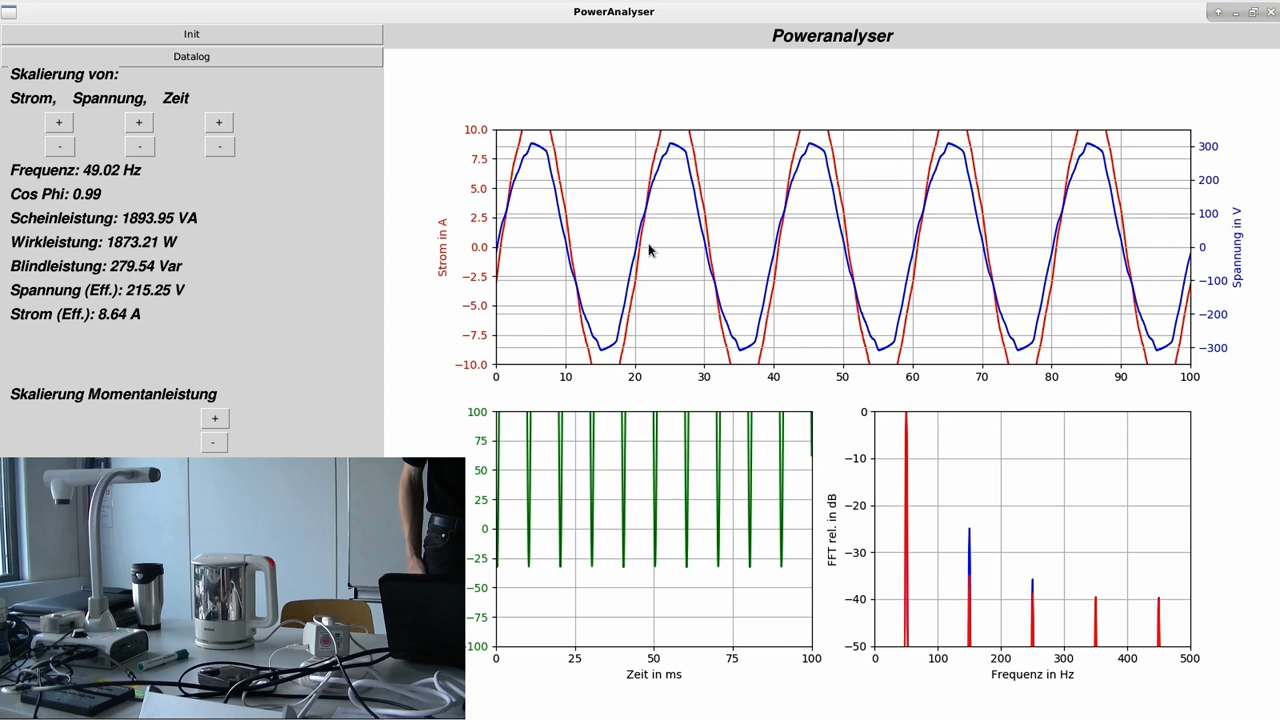 PowerAnalyser
Init
Datalog
Poweranalyser
Skalierung von:
Strom, Spannung, Zeit
+ + +
- - -
Frequenz: 49.02 Hz
Cos Phi: 0.99
Scheinleistung: 1893.95 VA
Wirkleistung: 1873.21 W
Blindleistung: 279.54 Var
Spannung (Eff.): 215.25 V
Strom (Eff.): 8.64 A
Skalierung Momentanleistung
+
-
Strom in A
10.0
7.5
5.0
2.5
0.0
−2.5
−5.0
−7.5
−10.0
0 10 20 30 40 50 60 70 80 90 100
300
200
100
0
−100
−200
−300
Spannung in V
100
75
50
25
0
−25
−50
−75
100
0 25 50 75 100
Zeit in ms
FFT rel. in dB
0
−10
−20
−30
−40
−50
0 100 200 300 400 500
Frequenz in Hz